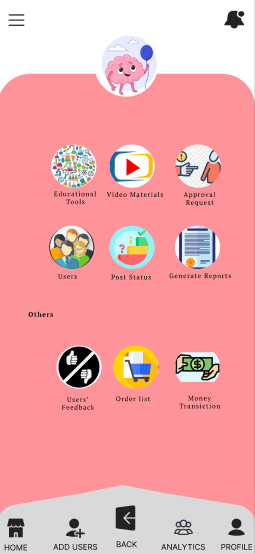 Educational
Tools
Video Materials
Approval
Request
Users
Post Status
Generate Reports
Others
Users'
Feedback
Order list
Money
Transiction
HOME
ADD USERS
BACK
ANALYTICS
PROFILE